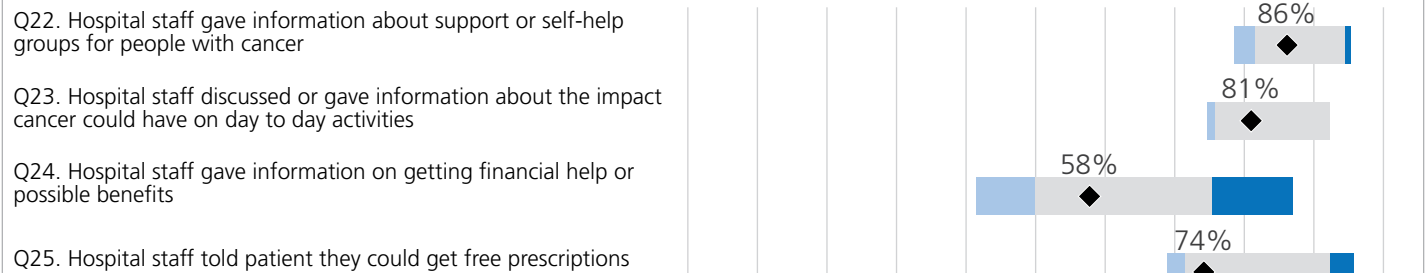 Q22. Hospital staff gave information about support or self-help
groups for people with cancer
86%
Q23. Hospital staff discussed or gave information about the impact
cancer could have on day to day activities
81%
Q24. Hospital staff gave information on getting financial help or
possible benefits
58%
Q25. Hospital staff told patient they could get free prescriptions
74%